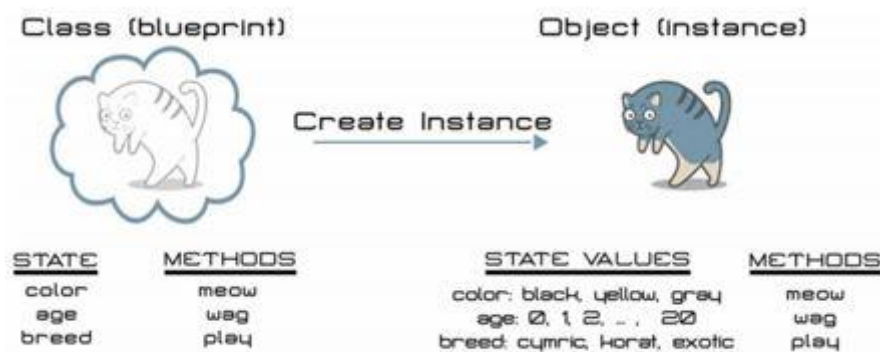 Class (blueprint)
Object (instance)
Create Instance
STATE
METHODS
color
meow
age
wag
breed
play
STATE VALUES
METHODS
color: black, yellow, gray
meow
age: 0, 1, 2, ... , 20
wag
breed: cymric, korat, exotic
play